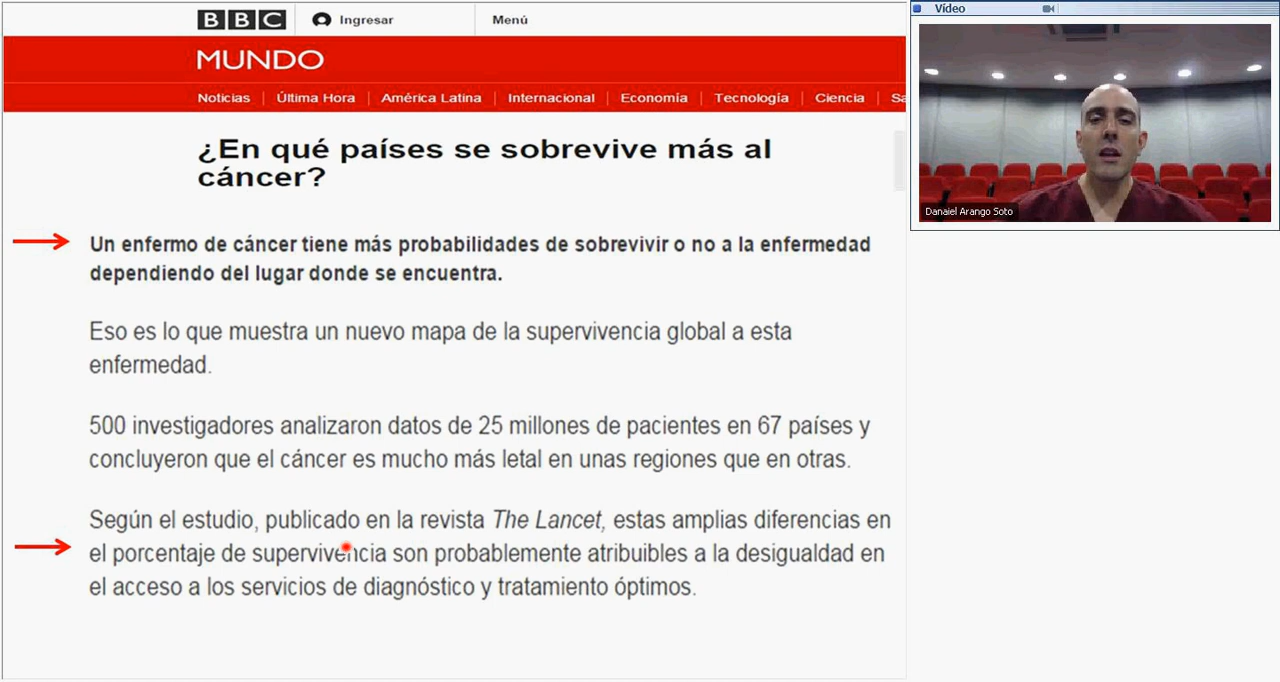 BBC Ingresar Menú
MUNDO
Noticias Última Hora América Latina Internacional Economía Tecnología Ciencia Sa
¿En qué países se sobrevive más al
cáncer?
Un enfermo de cáncer tiene más probabilidades de sobrevivir o no a la enfermedad
dependiendo del lugar donde se encuentra.
Eso es lo que muestra un nuevo mapa de la supervivencia global a esta
enfermedad.
500 investigadores analizaron datos de 25 millones de pacientes en 67 países y
concluyeron que el cáncer es mucho más letal en unas regiones que en otras.
Según el estudio, publicado en la revista The Lancet, estas amplias diferencias en
el porcentaje de supervivencia son probablemente atribuibles a la desigualdad en
el acceso a los servicios de diagnóstico y tratamiento óptimos.
Vídeo
Danaiel Arango Soto